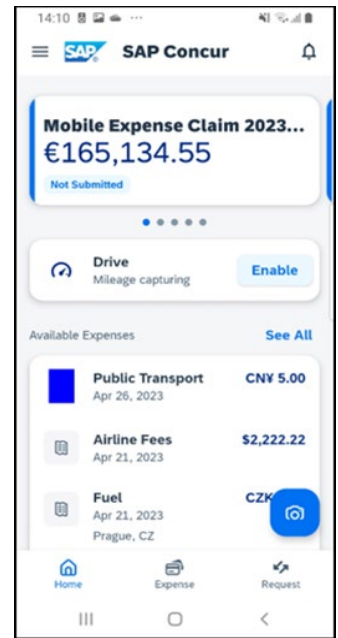 14:10
SAP SAP Concur
Mobile Expense Claim 2023...
€165,134.55
Not Submitted
Drive
Mileage capturing
Enable
Available Expenses
See All
Public Transport
CN¥ 5.00
Apr 26, 2023
Airline Fees
$2,222.22
Apr 21, 2023
Fuel
CZK
Apr 21, 2023
Prague, CZ
Home
Expense
Request